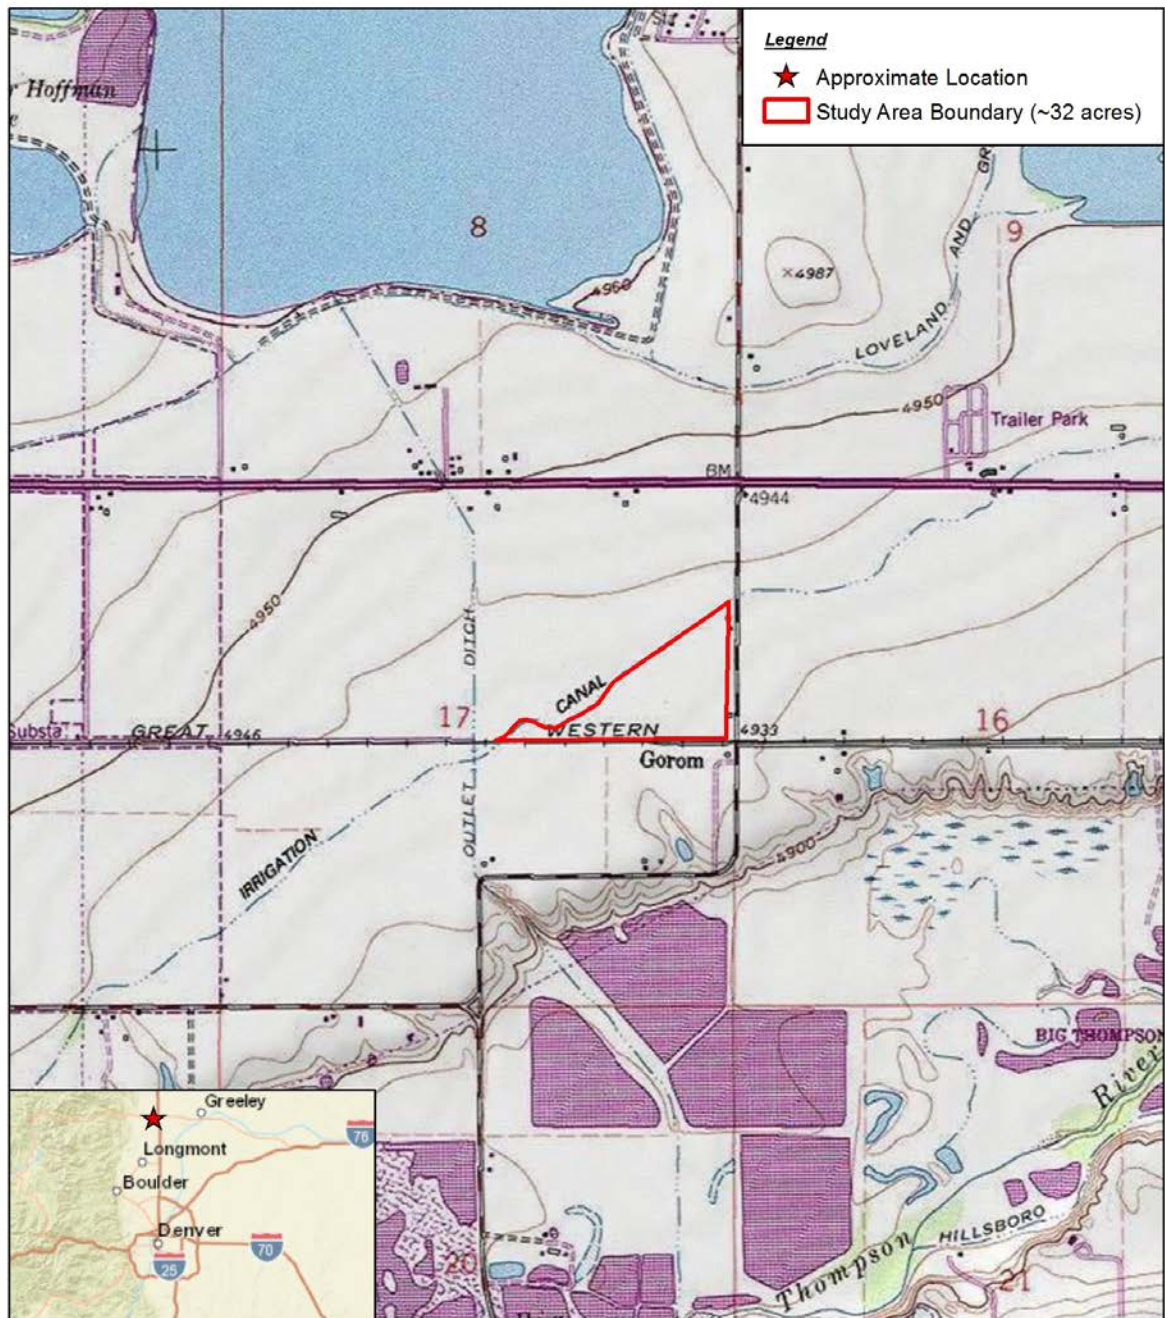 Legend
Approximate Location
Study Area Boundary (~32 acres)
Hoffman
8
9
4960
×4987
LOVELAND AND GR
4950
Trailer Park
BM
4944
4950
OUTLET DITCH
CANAL
Substa
GREAT
4946
17
WESTERN
4933
16
Gorom
IRRIGATION
4900
BIG THOMPSON
Thompson River
HILLSBORO
20
21
Greeley
76
Longmont
Boulder
Denver
70
25